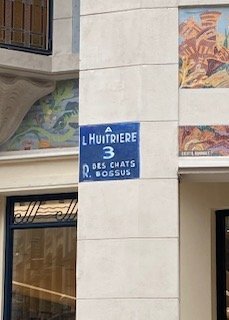 A
L'HUITRIERE
3
DES CHATS
R. BOSSUS